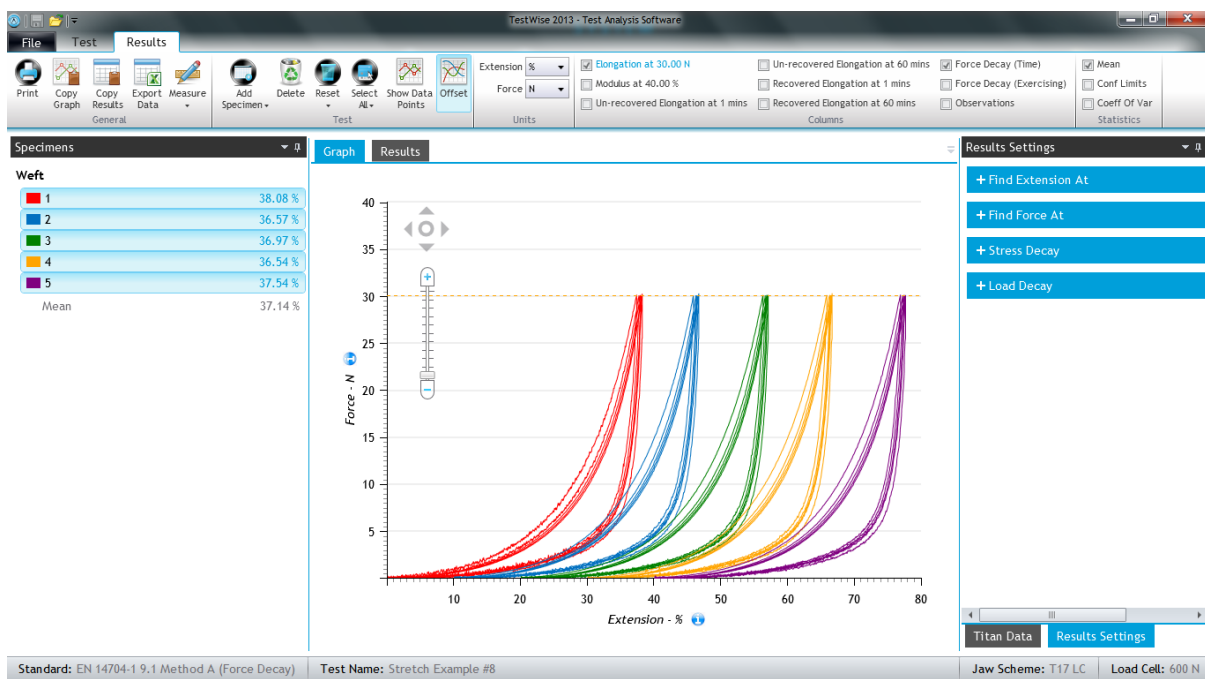 TestWise 2013 - Test Analysis Software
File Test Results
Print Copy Graph Copy Results Export Data Measure
General
Add Specimen Delete Reset Select All Show Data Points Offset
Test
Extension %
Force N
Units
Elongation at 30.00 N Un-recovered Elongation at 60 mins Force Decay (Time)
Modulus at 40.00 % Recovered Elongation at 1 mins Force Decay (Exercising)
Un-recovered Elongation at 1 mins Recovered Elongation at 60 mins Observations
Columns
Mean
Conf Limits
Coeff Of Var
Statistics
Specimens
Weft
1 38.08 %
2 36.57 %
3 36.97 %
4 36.54 %
5 37.54 %
Mean 37.14 %
Graph Results
40
35
30
25
20
15
10
5
Force - N
10 20 30 40 50 60 70 80
Extension - %
Results Settings
+ Find Extension At
+ Find Force At
+ Stress Decay
+ Load Decay
Titan Data Results Settings
Standard: EN 14704-1 9.1 Method A (Force Decay) Test Name: Stretch Example #8 Jaw Scheme: T17 LC Load Cell: 600 N